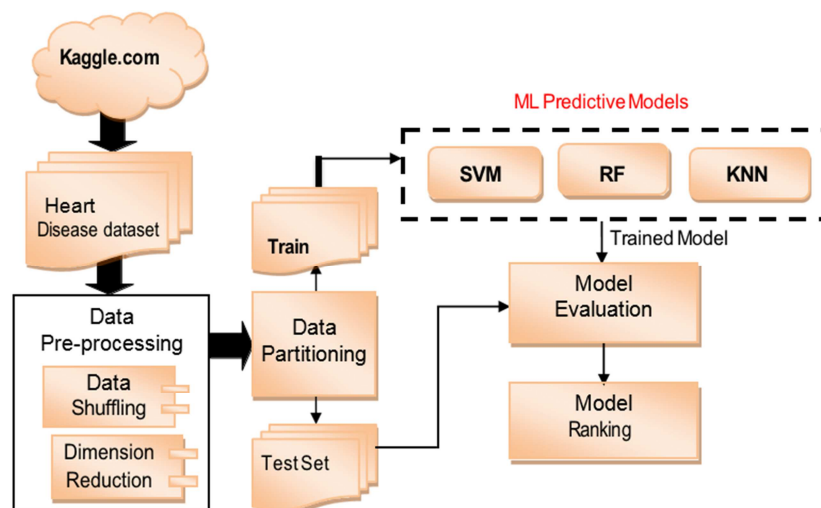 Kaggle.com
Heart
Disease dataset
Data
Pre-processing
Data
Shuffling
Dimension
Reduction
Train
Data
Partitioning
Test Set
ML Predictive Models
SVM
RF
KNN
Trained Model
Model
Evaluation
Model
Ranking